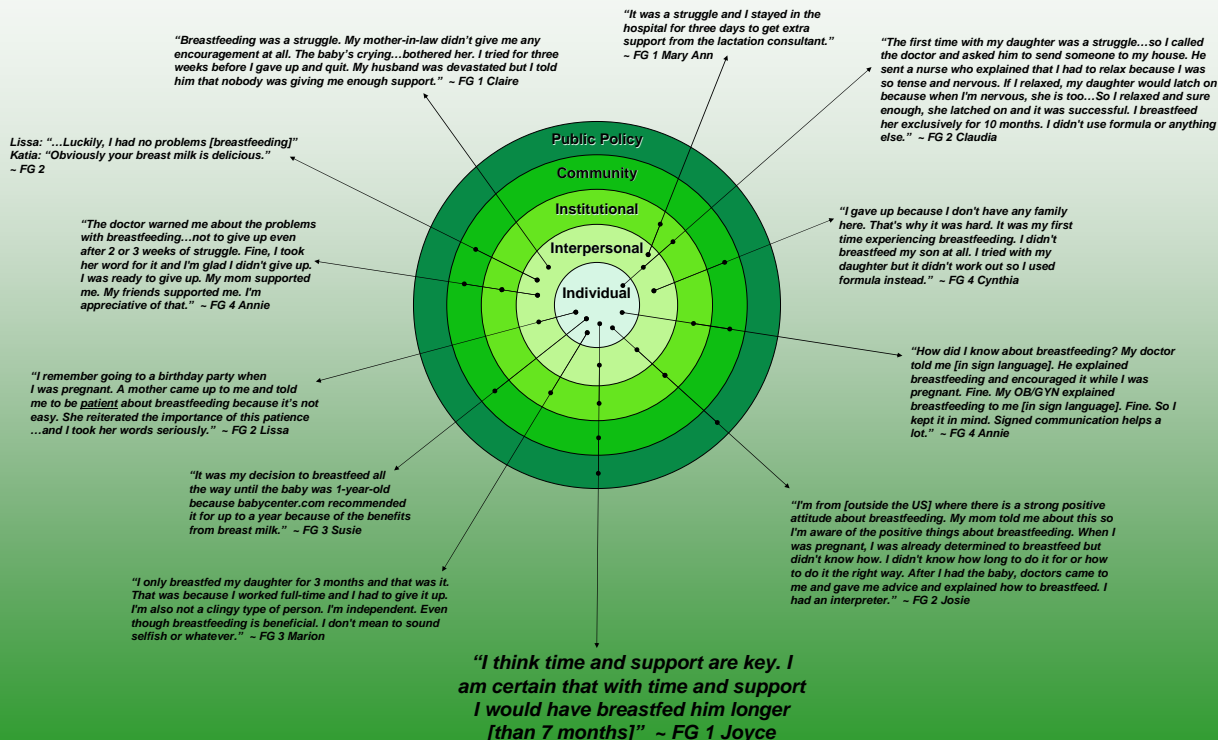 “It was a struggle and I stayed in the
hospital for three days to get extra
support from the lactation consultant.”
~ FG 1 Mary Ann
“Breastfeeding was a struggle. My mother-in-law didn’t give me any
encouragement at all. The baby’s crying…bothered her. I tried for three
weeks before I gave up and quit. My husband was devastated but I told
him that nobody was giving me enough support.” ~ FG 1 Claire
“The first time with my daughter was a struggle…so I called
the doctor and asked him to send someone to my house. He
sent a nurse who explained that I had to relax because I was
so tense and nervous. If I relaxed, my daughter would latch on
because when I'm nervous, she is too…So I relaxed and sure
enough, she latched on and it was successful. I breastfeed
her exclusively for 10 months. I didn't use formula or anything
else.” ~ FG 2 Claudia
Lissa: “…Luckily, I had no problems [breastfeeding]”
Katia: “Obviously your breast milk is delicious.”
~ FG 2
Public Policy
Community
Institutional
Interpersonal
Individual
“The doctor warned me about the problems
with breastfeeding…not to give up even
after 2 or 3 weeks of struggle. Fine, I took
her word for it and I'm glad I didn't give up.
I was ready to give up. My mom supported
me. My friends supported me. I'm
appreciative of that.” ~ FG 4 Annie
“I gave up because I don't have any family
here. That's why it was hard. It was my first
time experiencing breastfeeding. I didn't
breastfeed my son at all. I tried with my
daughter but it didn't work out so I used
formula instead.” ~ FG 4 Cynthia
“I remember going to a birthday party when
I was pregnant. A mother came up to me and told
me to be patient about breastfeeding because it’s not
easy. She reiterated the importance of this patience
…and I took her words seriously.” ~ FG 2 Lissa
“How did I know about breastfeeding? My doctor
told me [in sign language]. He explained
breastfeeding and encouraged it while I was
pregnant. Fine. My OB/GYN explained
breastfeeding to me [in sign language]. Fine. So I
kept it in mind. Signed communication helps a
lot.” ~ FG 4 Annie
“It was my decision to breastfeed all
the way until the baby was 1-year-old
because babycenter.com recommended
it for up to a year because of the benefits
from breast milk.” ~ FG 3 Susie
“I'm from [outside the US] where there is a strong positive
attitude about breastfeeding. My mom told me about this so
I'm aware of the positive things about breastfeeding. When I
was pregnant, I was already determined to breastfeed but
didn't know how. I didn't know how long to do it for or how
to do it the right way. After I had the baby, doctors came to
me and gave me advice and explained how to breastfeed. I
had an interpreter.” ~ FG 2 Josie
“I only breastfed my daughter for 3 months and that was it.
That was because I worked full-time and I had to give it up.
I'm also not a clingy type of person. I'm independent. Even
though breastfeeding is beneficial. I don't mean to sound
selfish or whatever.” ~ FG 3 Marion
“I think time and support are key. I
am certain that with time and support
I would have breastfed him longer
[than 7 months]” ~ FG 1 Joyce